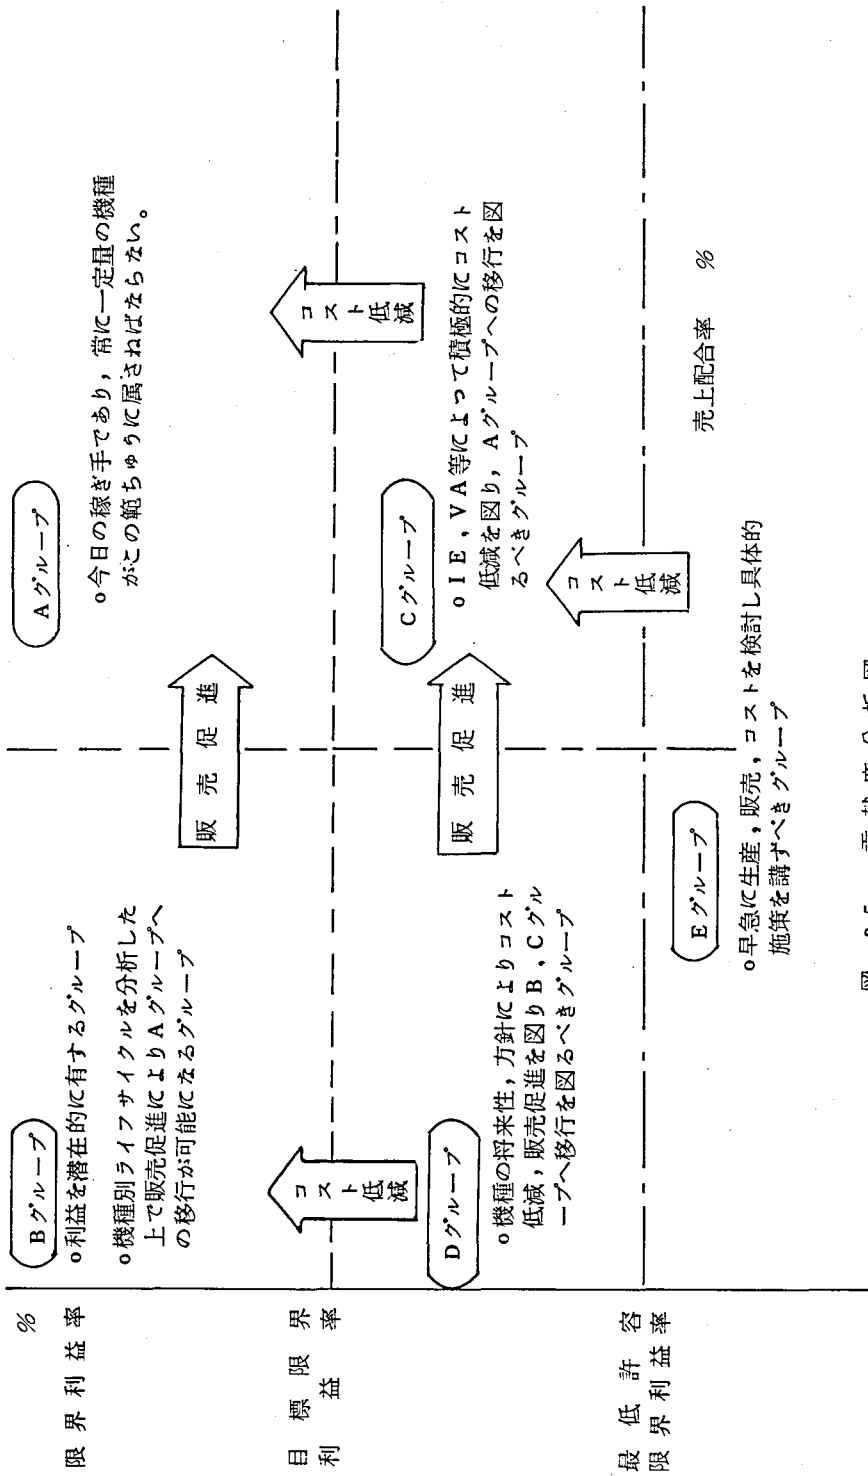 %
限界利益率
Bグループ
o利益を潜在的に有するグループ
o機種別ライフサイクルを分析した
上で販売促進によりAグループへ
の移行が可能になるグループ
販売促進
Aグループ
o今日の稼ぎ手であり,常に一定量の機種
がこの範ちゅうに属さねばならない。
目標限界
利益率
コスト
低減
コスト
低減
Dグループ
o機種の将来性,方針によりコスト
低減,販売促進を図りB,Cグル
ープへ移行を図るべきグループ
販売促進
Cグループ
oIE,VA等によって積極的にコスト
低減を図り,Aグループへの移行を図
るべきグループ
コスト
低減
最低許容
限界利益率
売上配合率 %
Eグループ
o早急に生産,販売,コストを検討し具体的
施策を講ずべきグループ